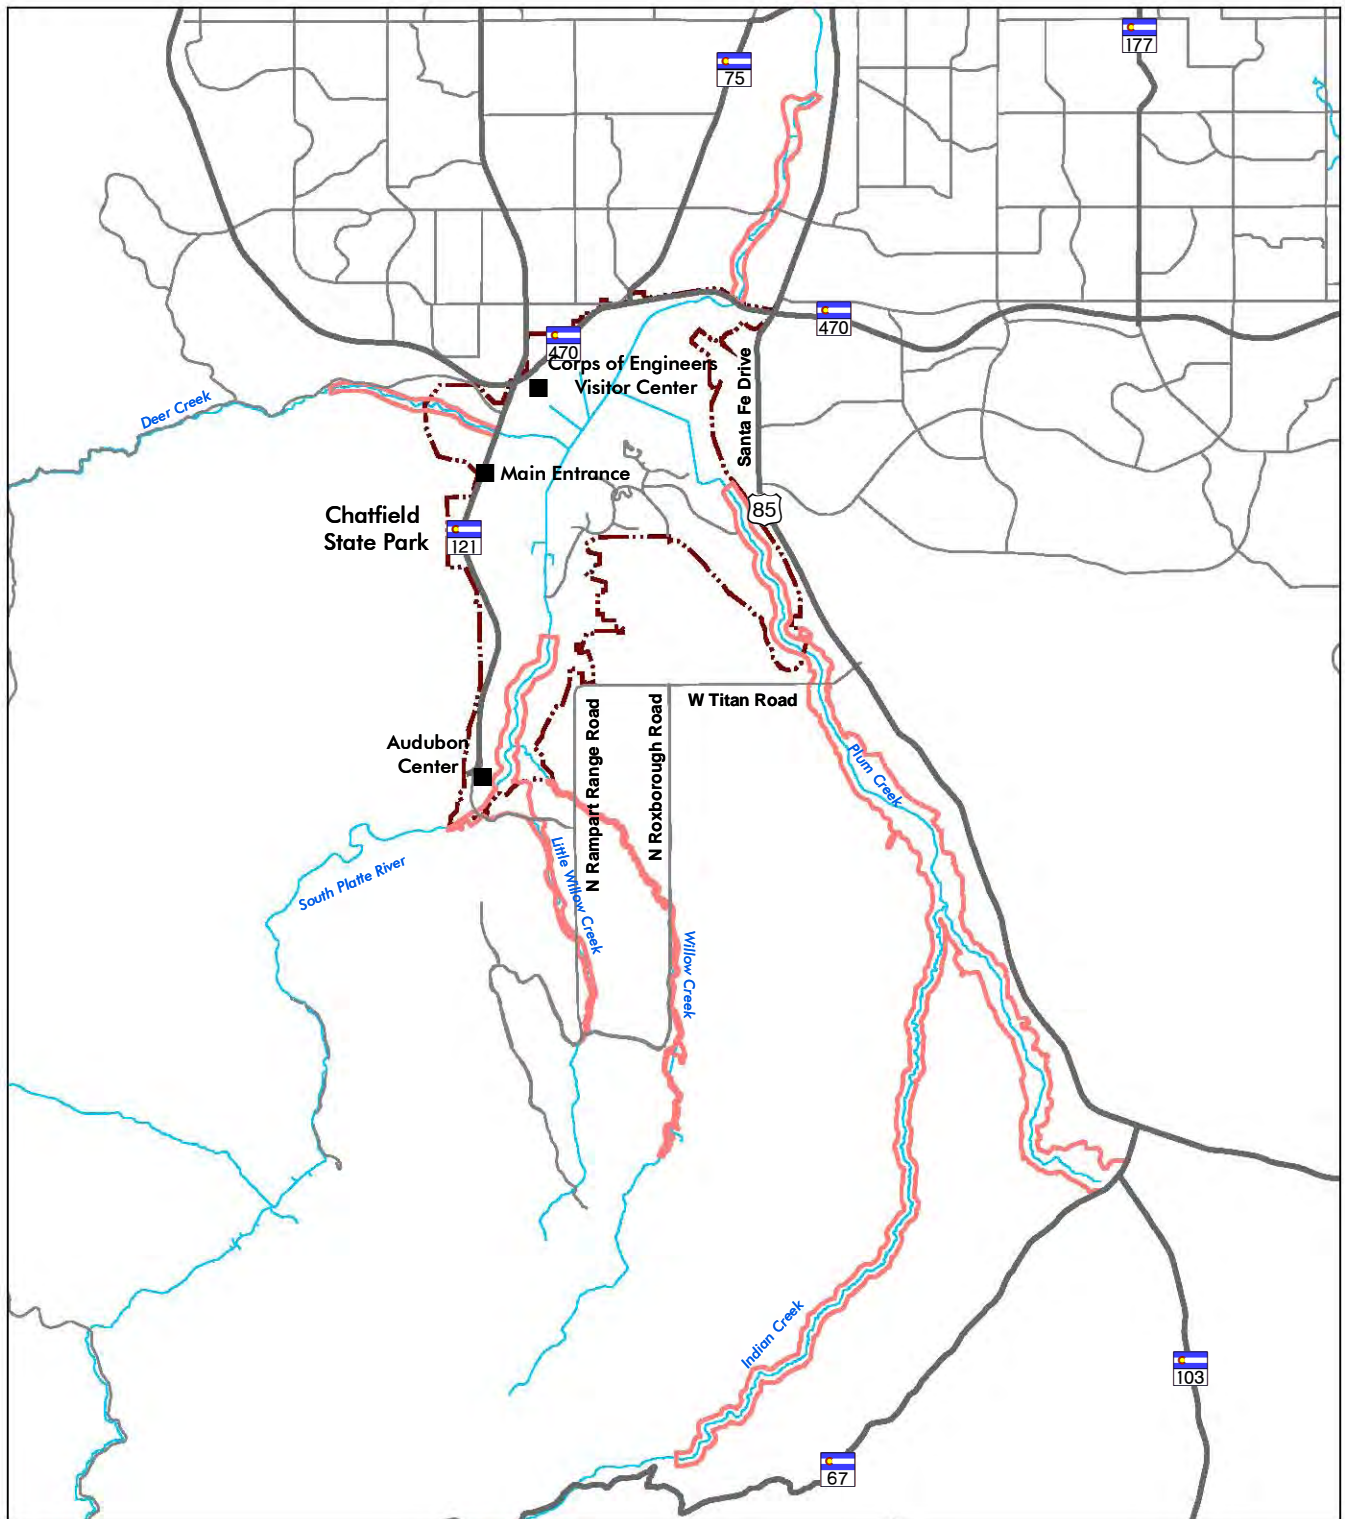 177
75
470
470
Corps of Engineers
Visitor Center
Santa Fe Drive
Deer Creek
Main Entrance
85
Chatfield
State Park
121
W Titan Road
N Rampart Range Road
N Roxborough Road
Audubon
Center
Plum Creek
Little Willow Creek
South Platte River
Willow Creek
Indian Creek
103
67